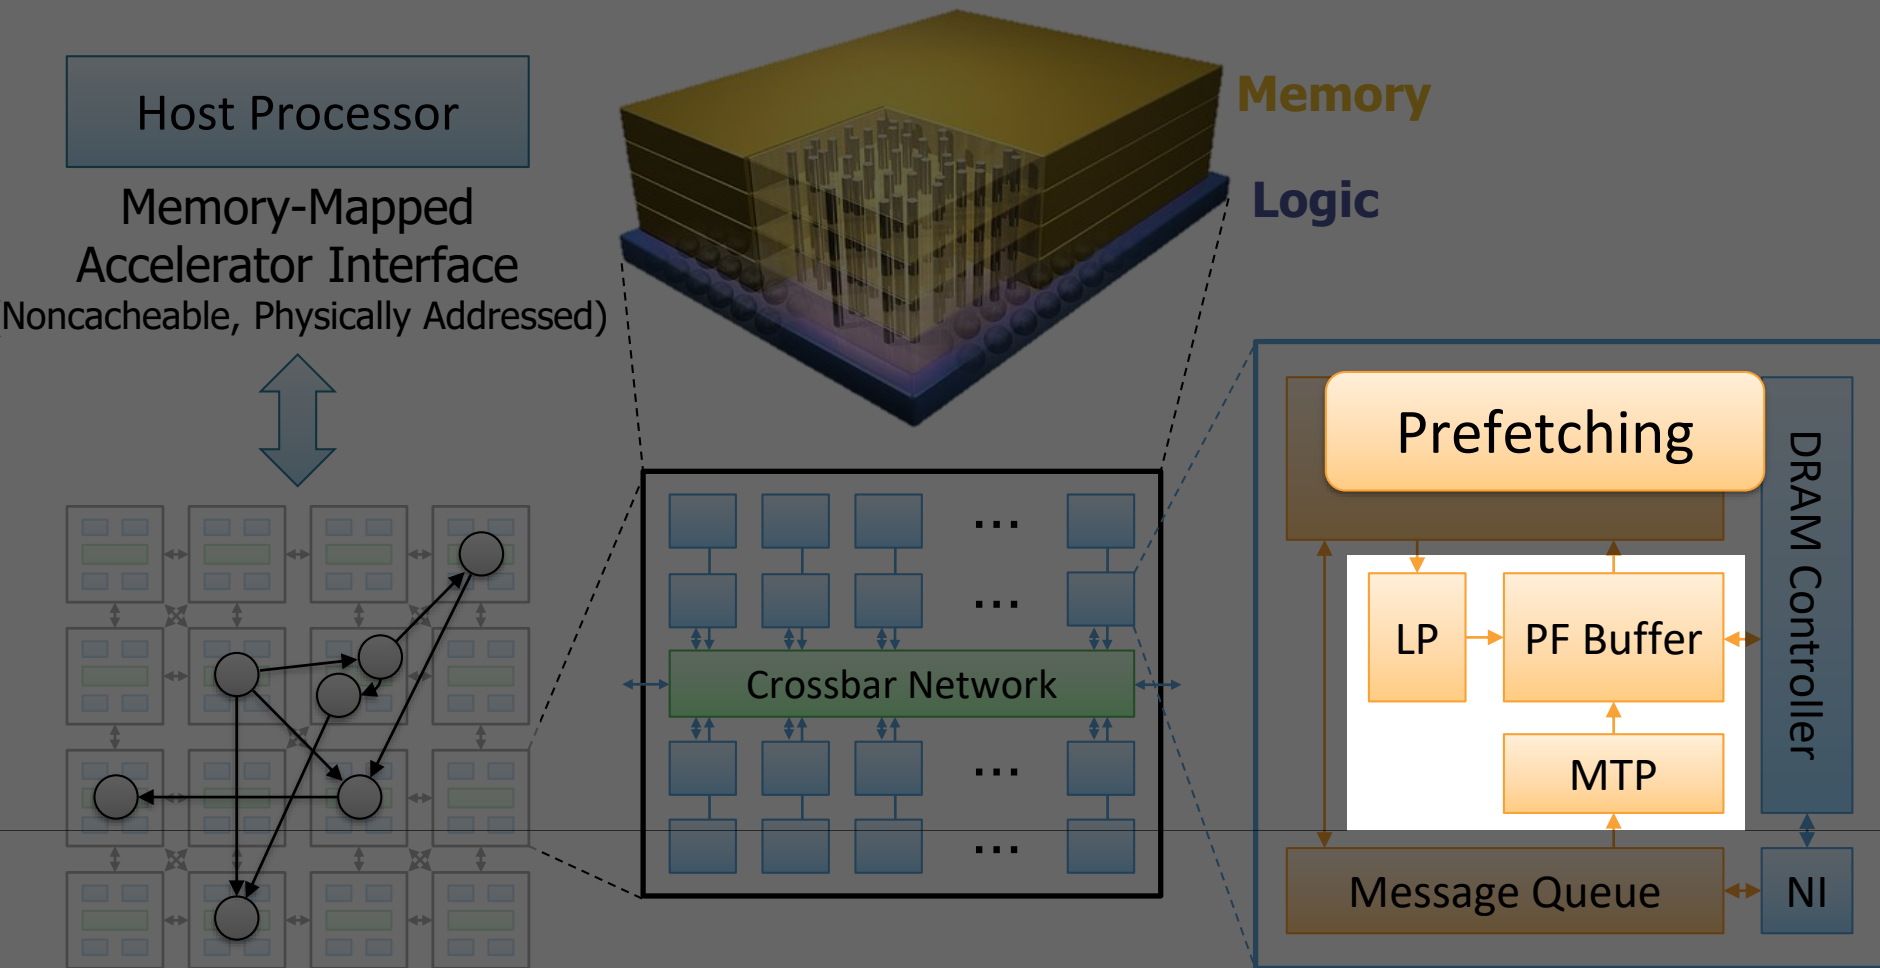 Host Processor
Memory-Mapped
Accelerator Interface
Noncacheable, Physically Addressed)
Memory
Logic
...
...
Crossbar Network
...
...
Prefetching
LP
PF Buffer
MTP
Message Queue
DRAM Controller
NI